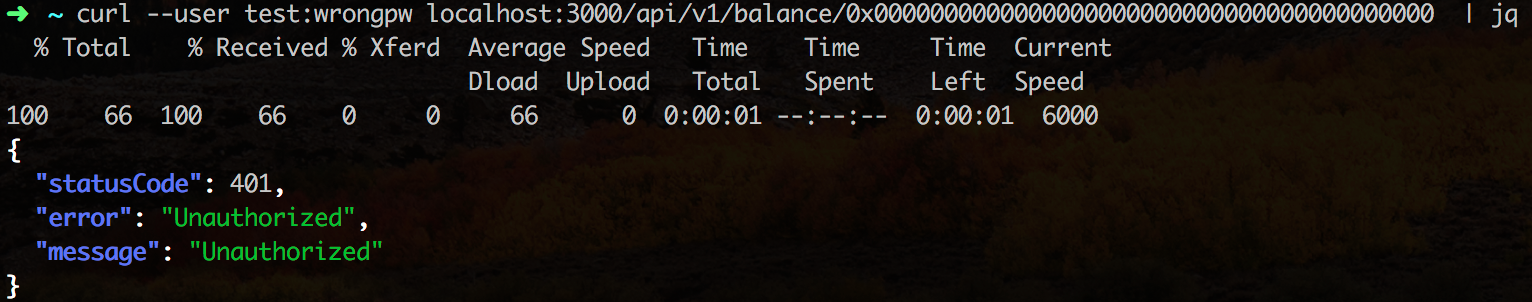 ➜ ~ curl --user test:wrongpw localhost:3000/api/v1/balance/0x0000000000000000000000000000000000000000 | jq
% Total % Received % Xferd Average Speed Time Time Time Current
Dload Upload Total Spent Left Speed
100 66 100 66 0 0 66 0 0:00:01 --:--:-- 0:00:01 6000
{
"statusCode": 401,
"error": "Unauthorized",
"message": "Unauthorized"
}